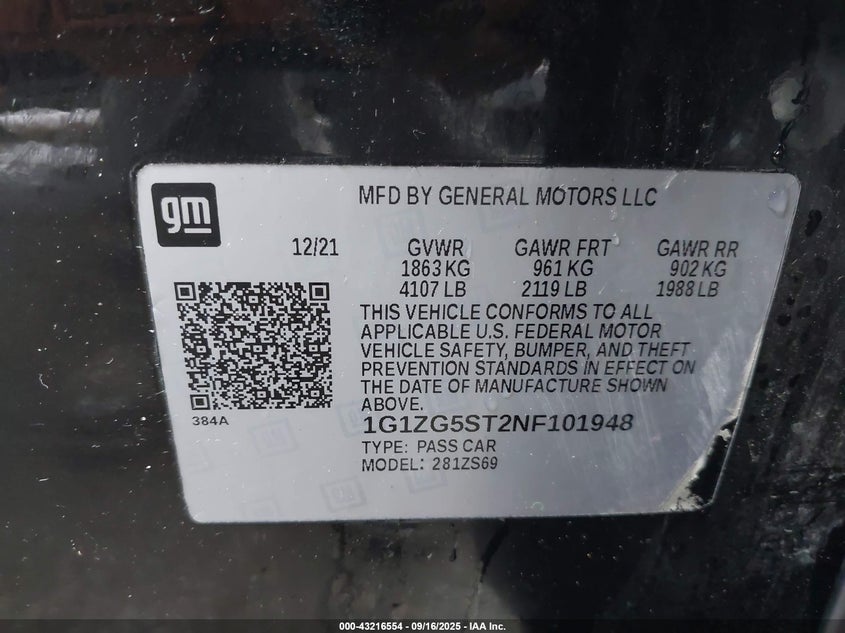 gm
MFD BY GENERAL MOTORS LLC
12/21 GVWR GAWR FRT GAWR RR
1863 KG 961 KG 902 KG
4107 LB 2119 LB 1988 LB
THIS VEHICLE CONFORMS TO ALL
APPLICABLE U.S. FEDERAL MOTOR
VEHICLE SAFETY, BUMPER, AND THEFT
PREVENTION STANDARDS IN EFFECT ON
THE DATE OF MANUFACTURE SHOWN
ABOVE.
384A
1G1ZG5ST2NF101948
TYPE: PASS CAR
MODEL: 281ZS69
000-43216554 - 09/16/2025 - IAA Inc.